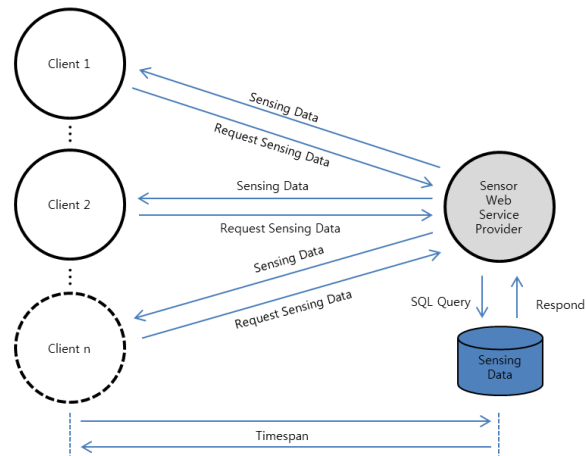 Client 1
Sensing Data
Request Sensing Data
Client 2
Sensing Data
Request Sensing Data
Sensor
Web
Service
Provider
Sensing Data
Request Sensing Data
Client n
SQL Query
Respond
Sensing
Data
Timespan